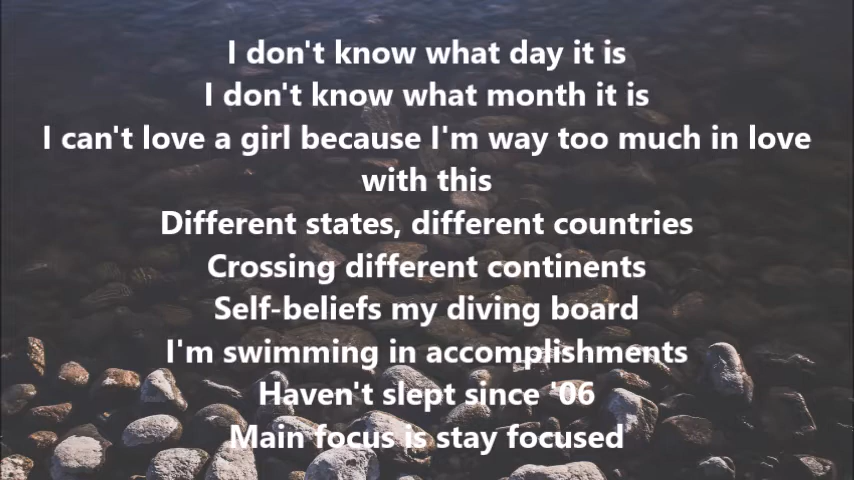 I don't know what day it is
I don't know what month it is
I can't love a girl because I'm way too much in love
with this
Different states, different countries
Crossing different continents
Self-beliefs my diving board
I'm swimming in accomplishments
Haven't slept since '06
Main focus is stay focused